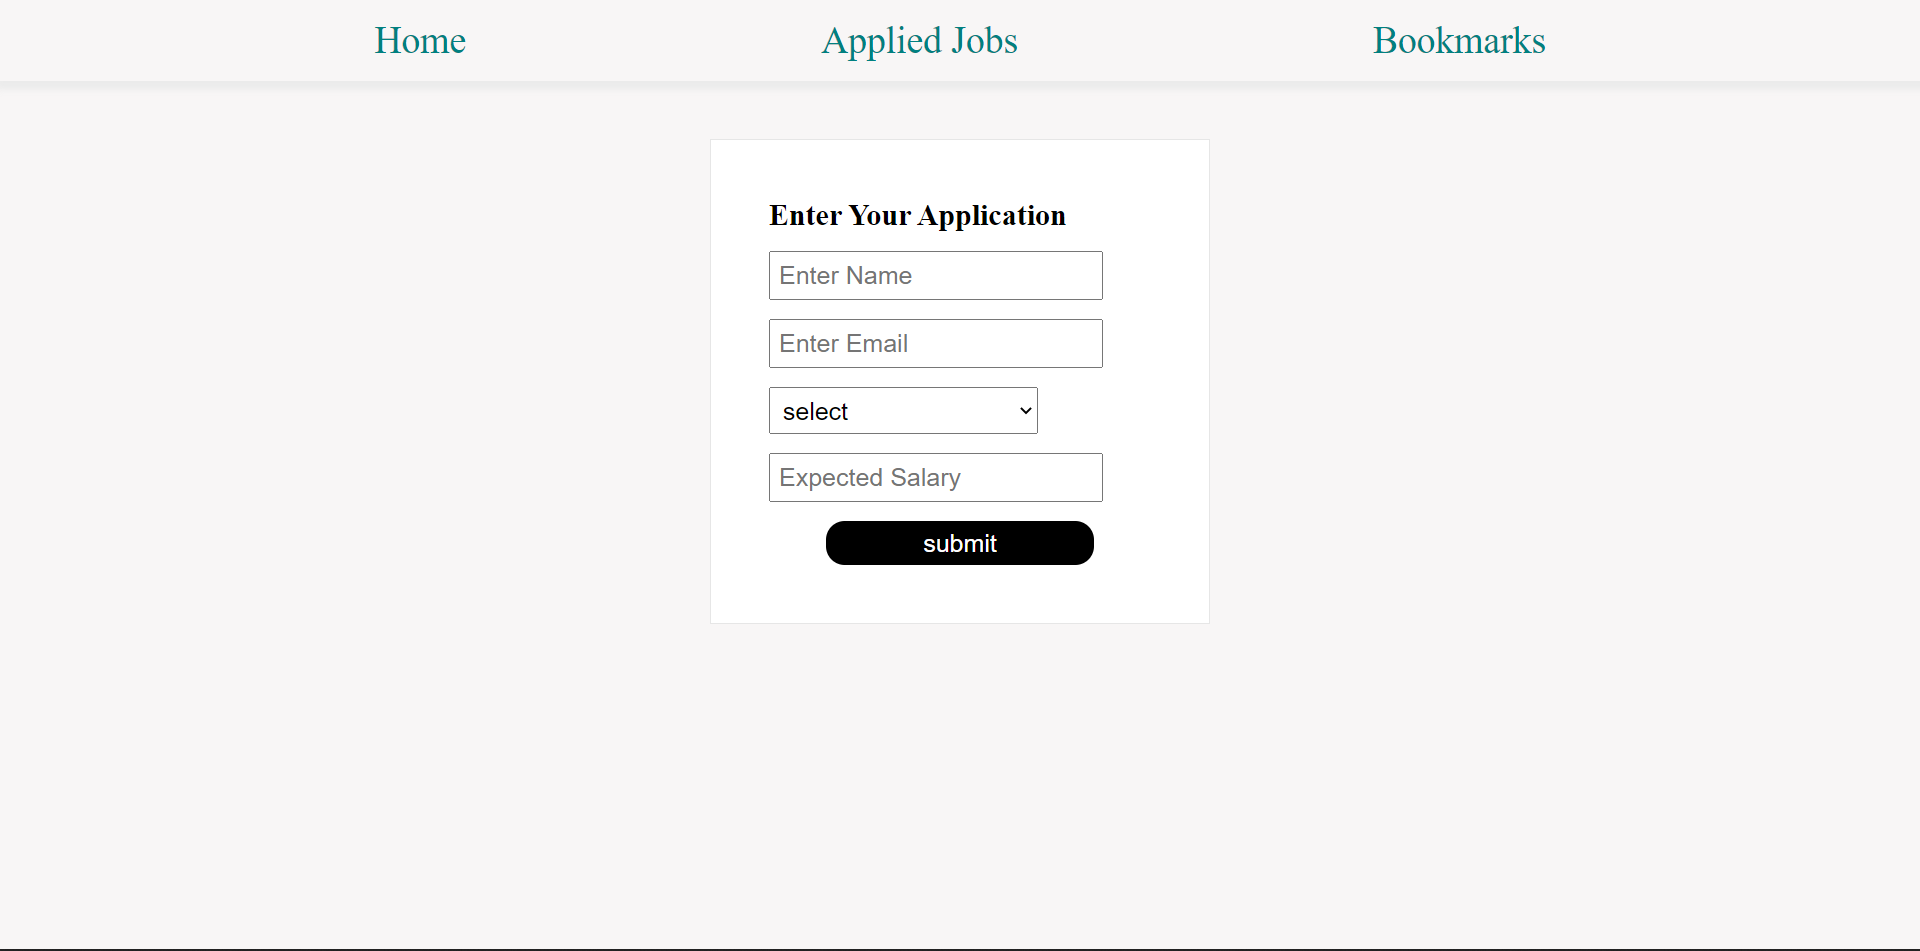 Home Applied Jobs Bookmarks
Enter Your Application
Enter Name
Enter Email
select
Expected Salary
submit